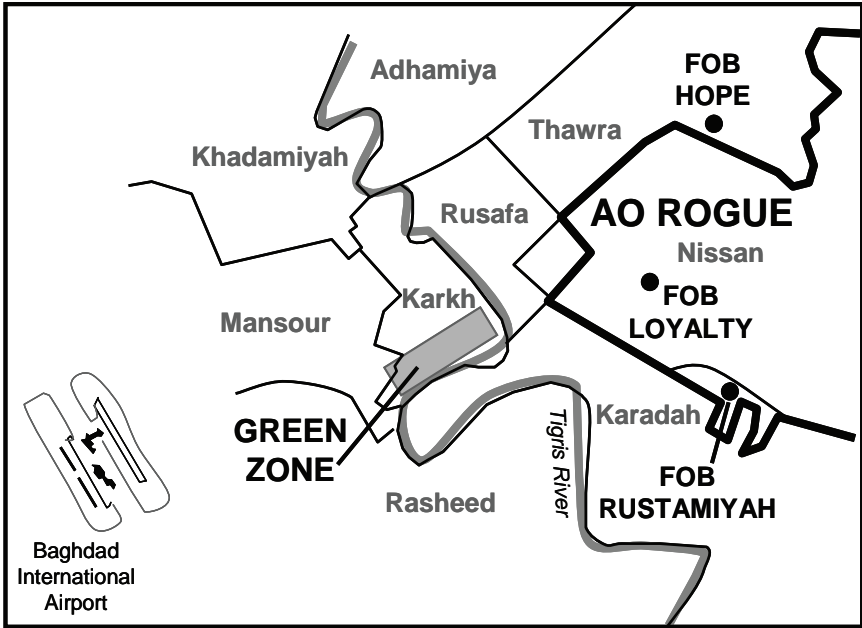 Adhamiya
FOB
HOPE
Thawra
Khadamiyah
Rusafa
AO ROGUE
Nissan
Karkh
FOB
LOYALTY
Mansour
Karadah
Tigris River
GREEN
ZONE
FOB
RUSTAMIYAH
Rasheed
Baghdad
International
Airport